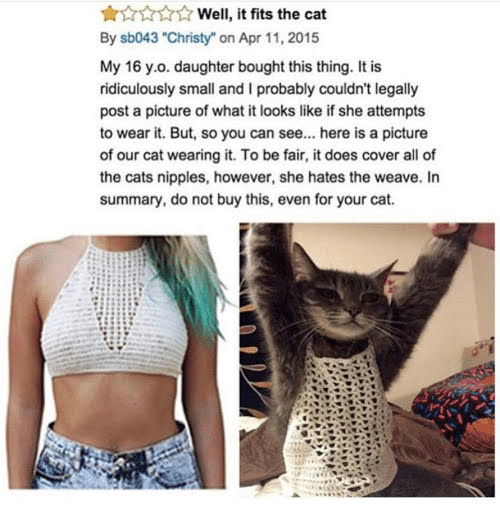 Well, it fits the cat
By sb043 "Christy" on Apr 11, 2015
My 16 y.o. daughter bought this thing. It is
ridiculously small and I probably couldn't legally
post a picture of what it looks like if she attempts
to wear it. But, so you can see... here is a picture
of our cat wearing it. To be fair, it does cover all of
the cats nipples, however, she hates the weave. In
summary, do not buy this, even for your cat.